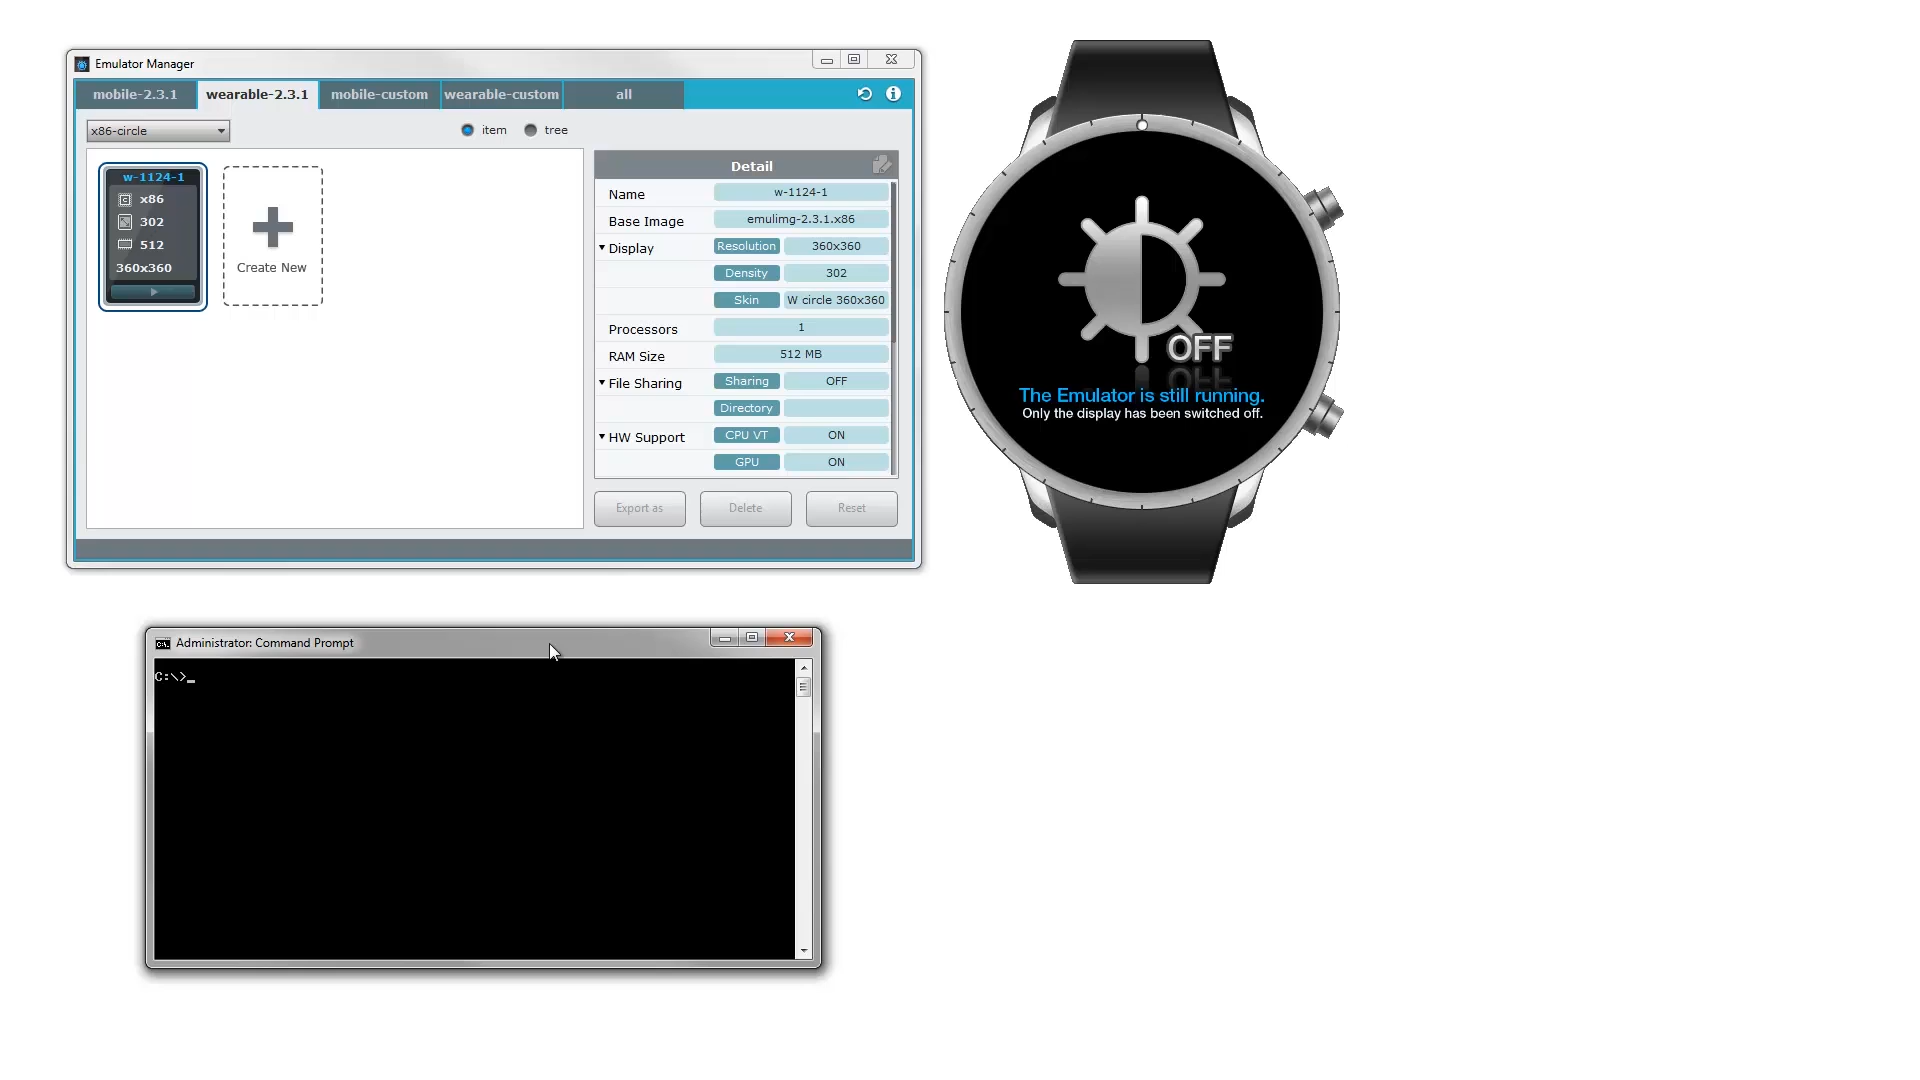 Emulator Manager
mobile-2.3.1
wearable-2.3.1
mobile-custom
wearable-custom
all
x86-circle
item
tree
w-1124-1
x86
302
512
360x360
Create New
Detail
Name
w-1124-1
Base Image
emulimg-2.3.1.x86
Display
Resolution
360x360
Density
302
Skin
W circle 360x360
Processors
1
RAM Size
512 MB
File Sharing
Sharing
OFF
Directory
HW Support
CPU VT
ON
GPU
ON
Export as
Delete
Reset
OFF
The Emulator is still running.
Only the display has been switched off.
Administrator: Command Prompt
C:\>_